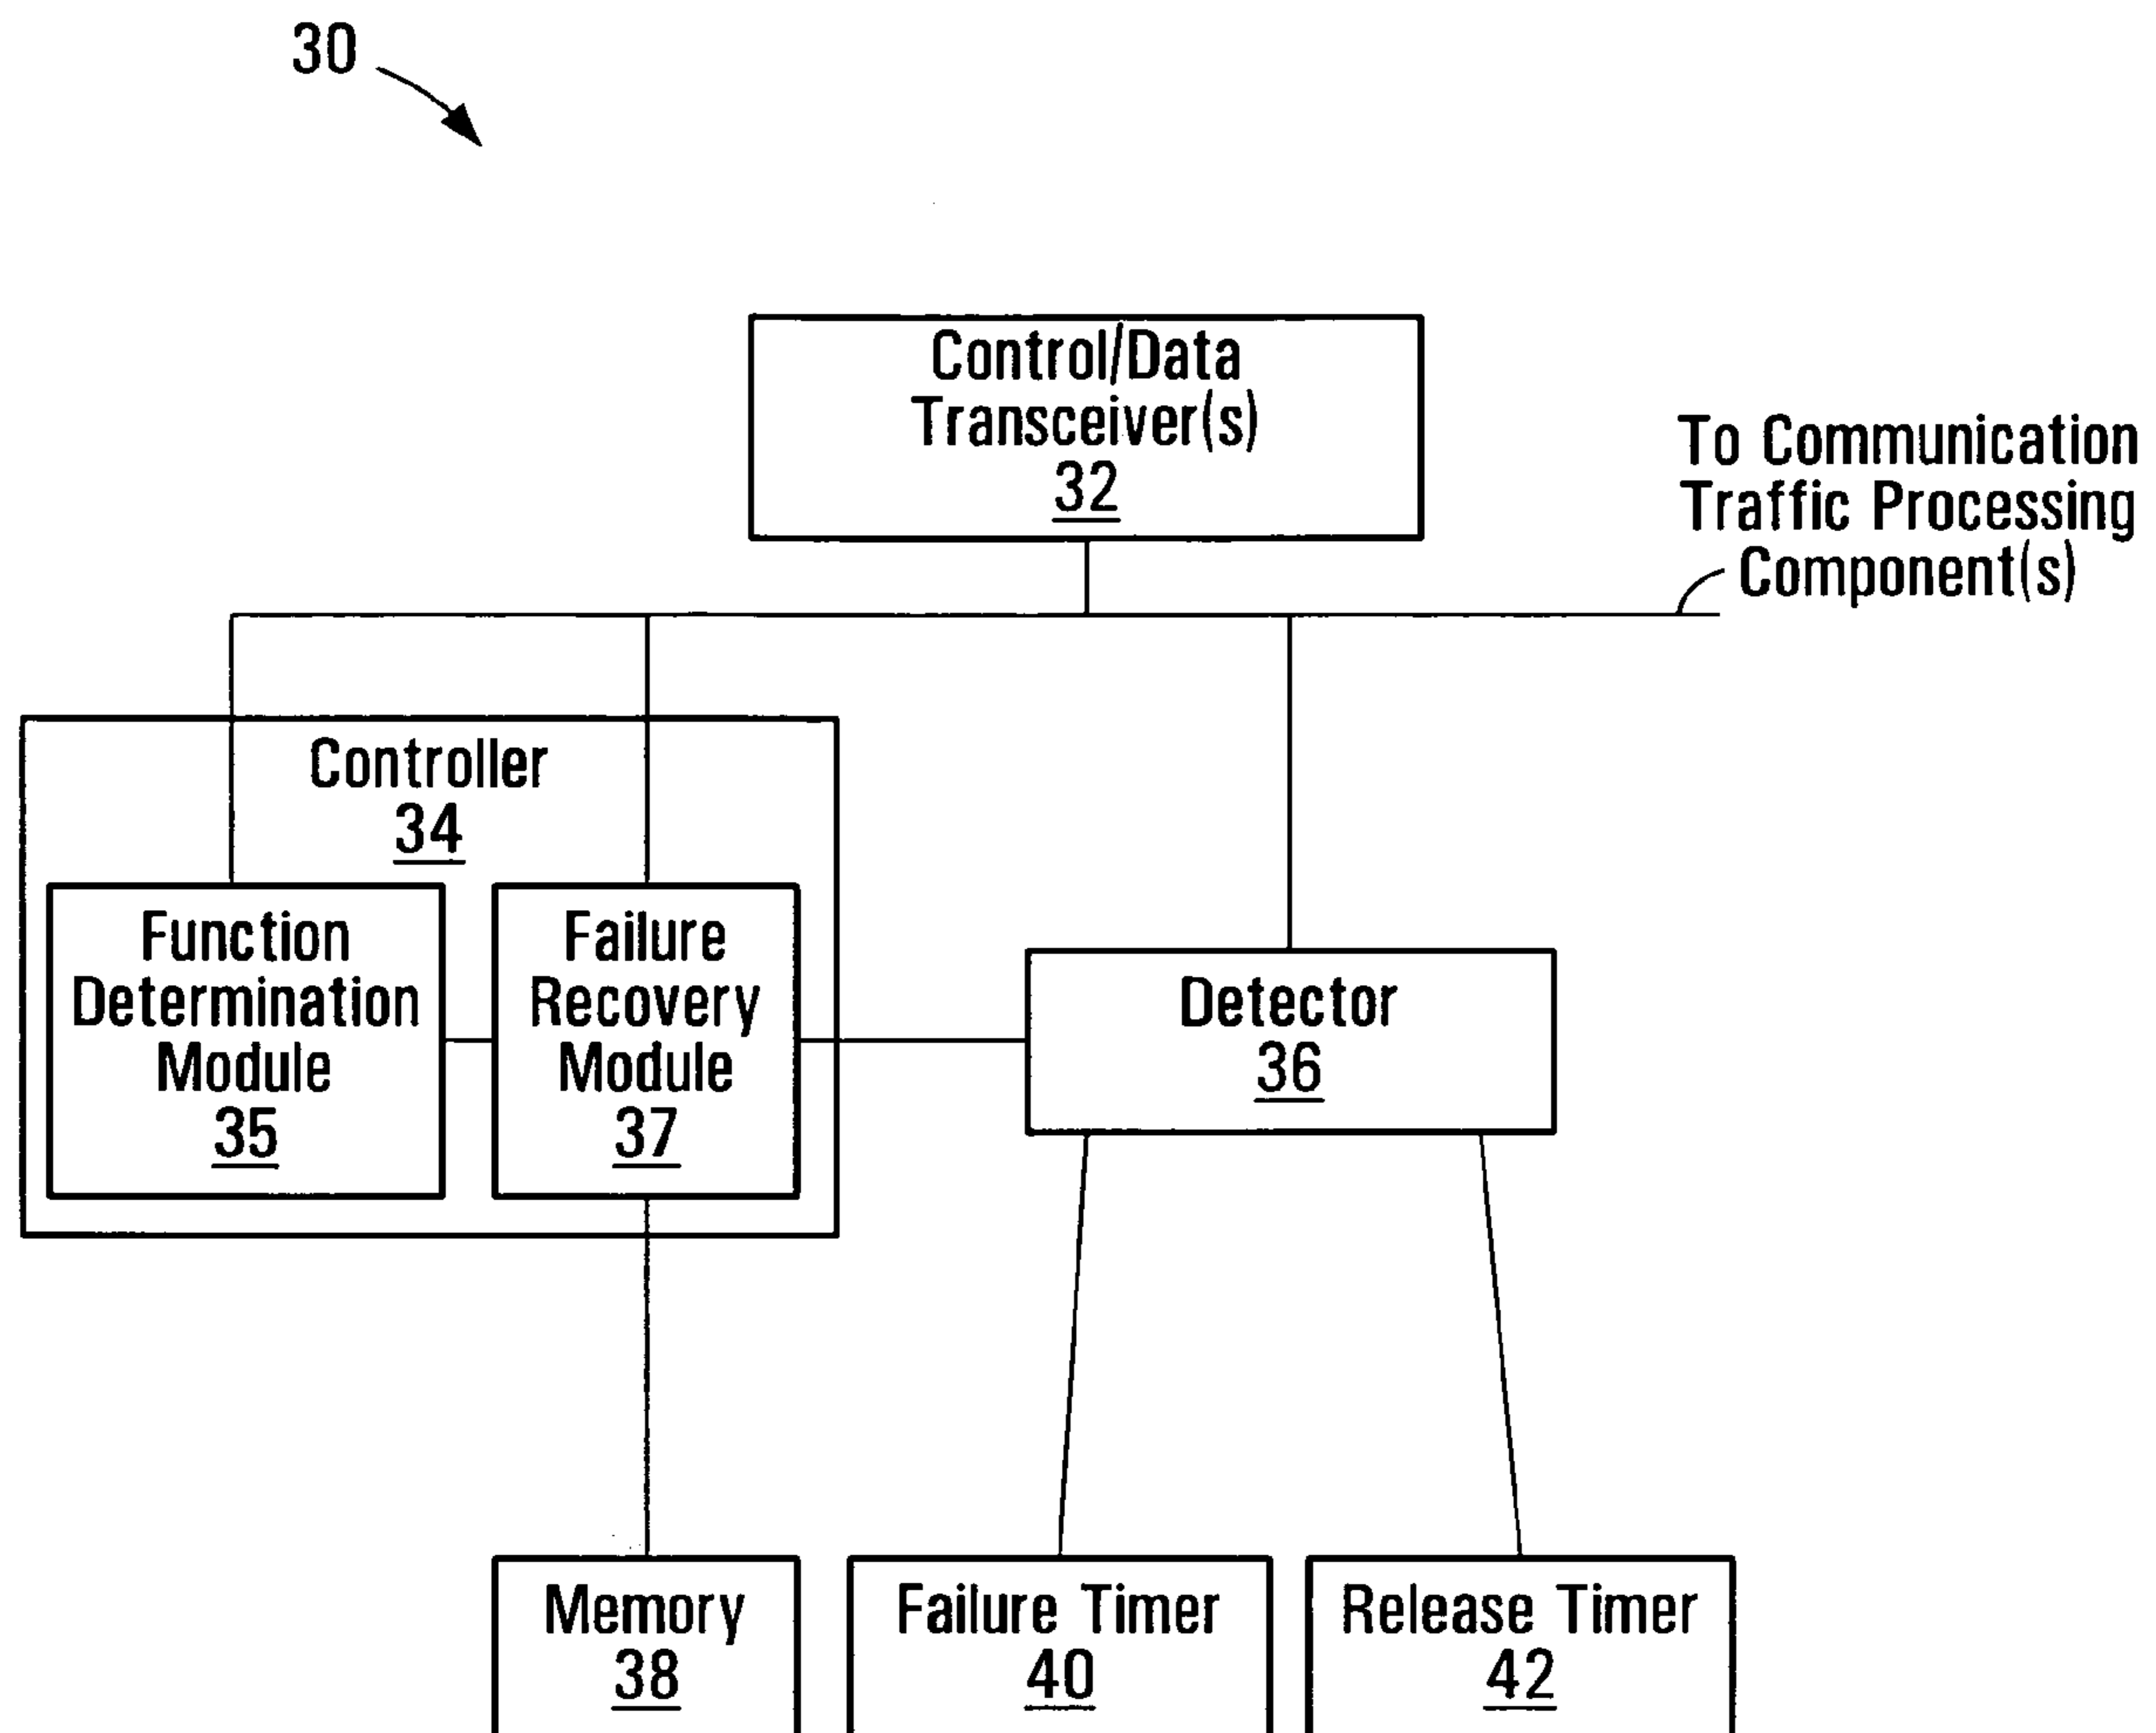 30
Control/Data
Transceiver(s)
32
To Communication
Traffic Processing
Component(s)
Controller
34
Function
Determination
Module
35
Failure
Recovery
Module
37
Detector
36
Memory
38
Failure Timer
40
Release Timer
42